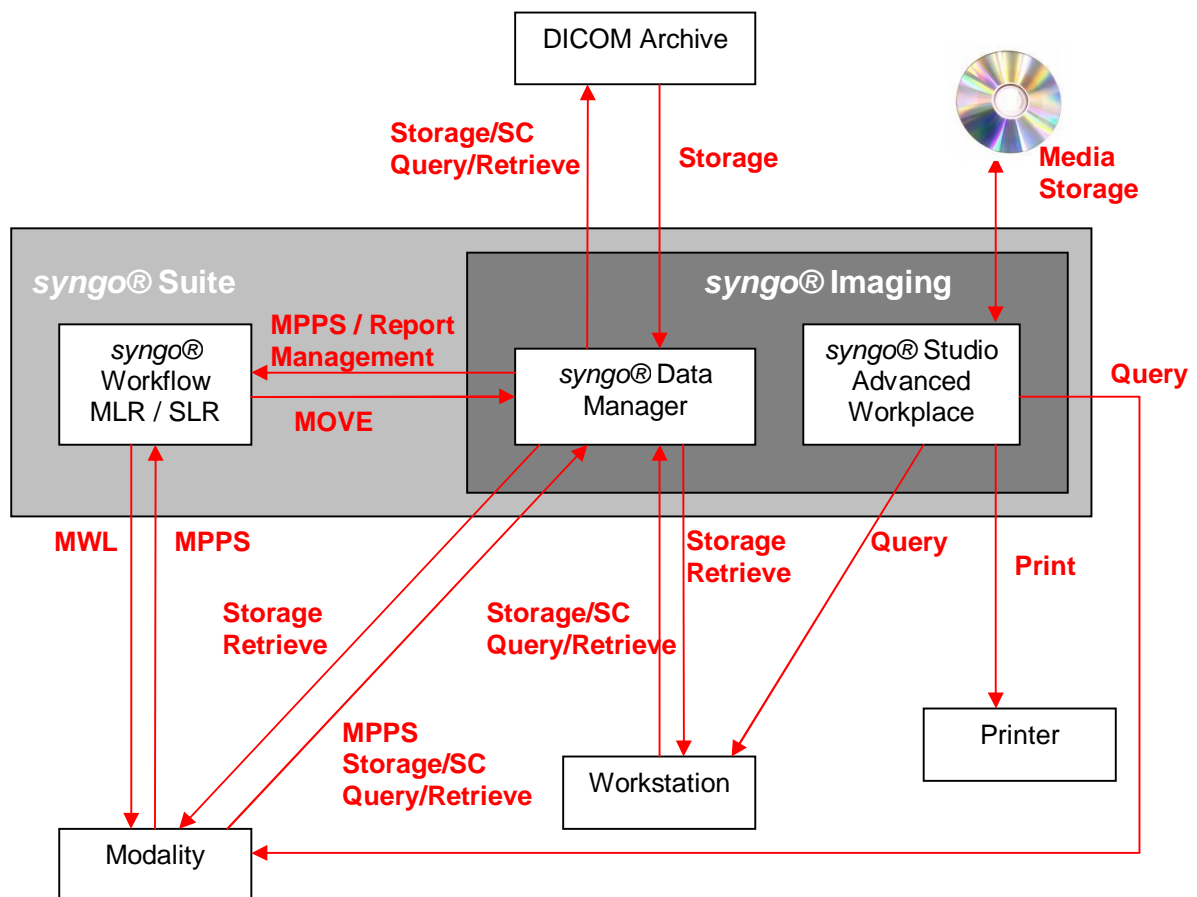 DICOM Archive
Storage/SC
Query/Retrieve
Storage
Media
Storage
syngo® Suite
syngo® Imaging
syngo®
Workflow
MLR / SLR
MPPS / Report
Management
MOVE
syngo® Data
Manager
syngo® Studio
Advanced
Workplace
Query
MWL
MPPS
Storage
Retrieve
Storage/SC
Query/Retrieve
Storage
Retrieve
Query
Print
MPPS
Storage/SC
Query/Retrieve
Workstation
Printer
Modality